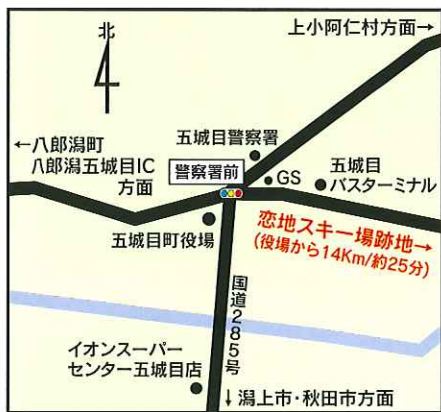 北
上小阿仁村方面→
←八郎潟町
八郎潟五城目IC
方面
五城目警察署
警察署前
GS
五城目
バスターミナル
五城目町役場
恋地スキー場跡地→
(役場から14Km/約25分)
国道285号
イオンスーパー
センター五城目店
↓潟上市・秋田市方面